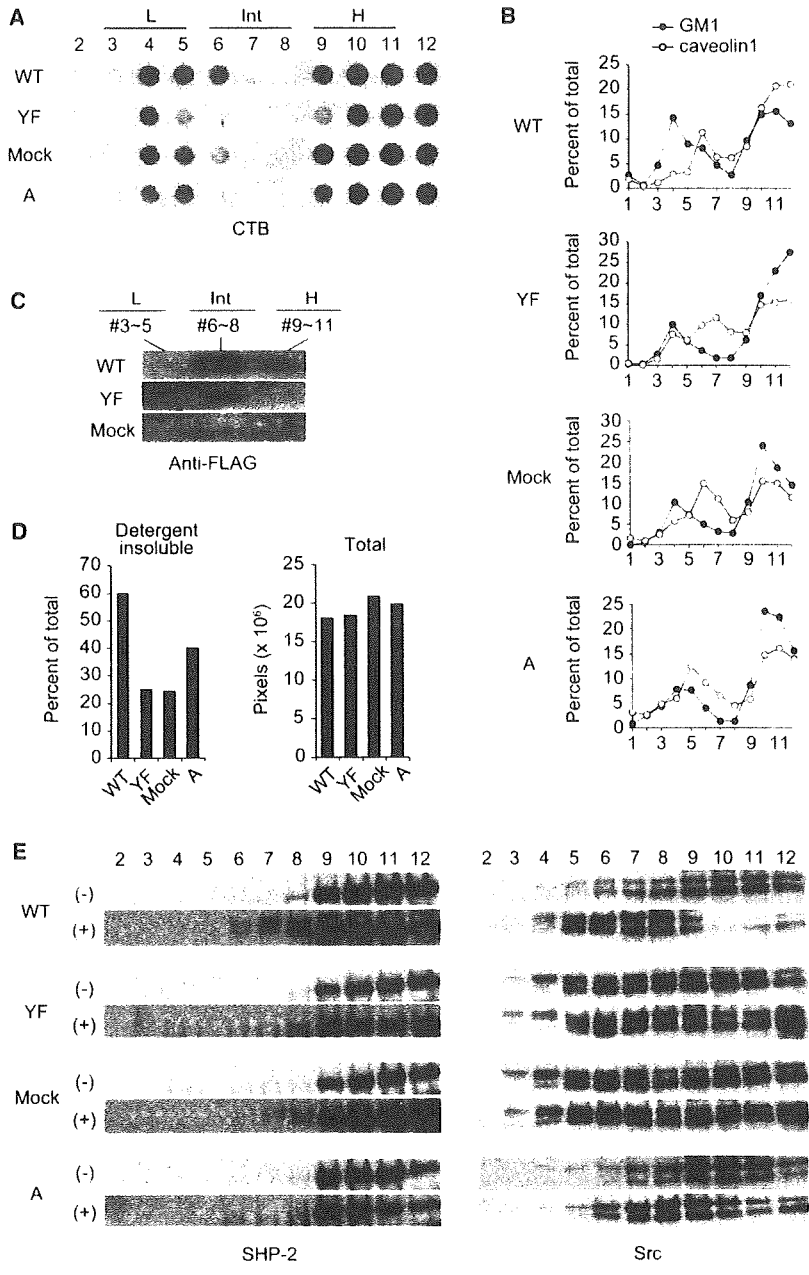 A
L Int H
2 3 4 5 6 7 8 9 10 11 12
WT
YF
Mock
A
CTB
B
GM1
caveolin1
WT
Percent of total
20
15
10
5
0
1 3 5 7 9 11
YF
Percent of total
30
25
20
15
10
5
0
1 3 5 7 9 11
Mock
Percent of total
30
25
20
15
10
5
0
1 3 5 7 9 11
A
Percent of total
25
20
15
10
5
0
1 3 5 7 9 11
C
L Int H
#3~5 #6~8 #9~11
WT
YF
Mock
Anti-FLAG
D
Detergent
insoluble
Percent of total
70
60
50
40
30
20
10
0
WT YF Mock A
Total
Pixels (x 10⁶)
25
20
15
10
5
0
WT YF Mock A
E
2 3 4 5 6 7 8 9 10 11 12
2 3 4 5 6 7 8 9 10 11 12
WT
(-)
(+)
YF
(-)
(+)
Mock
(-)
(+)
A
(-)
(+)
SHP-2
Src